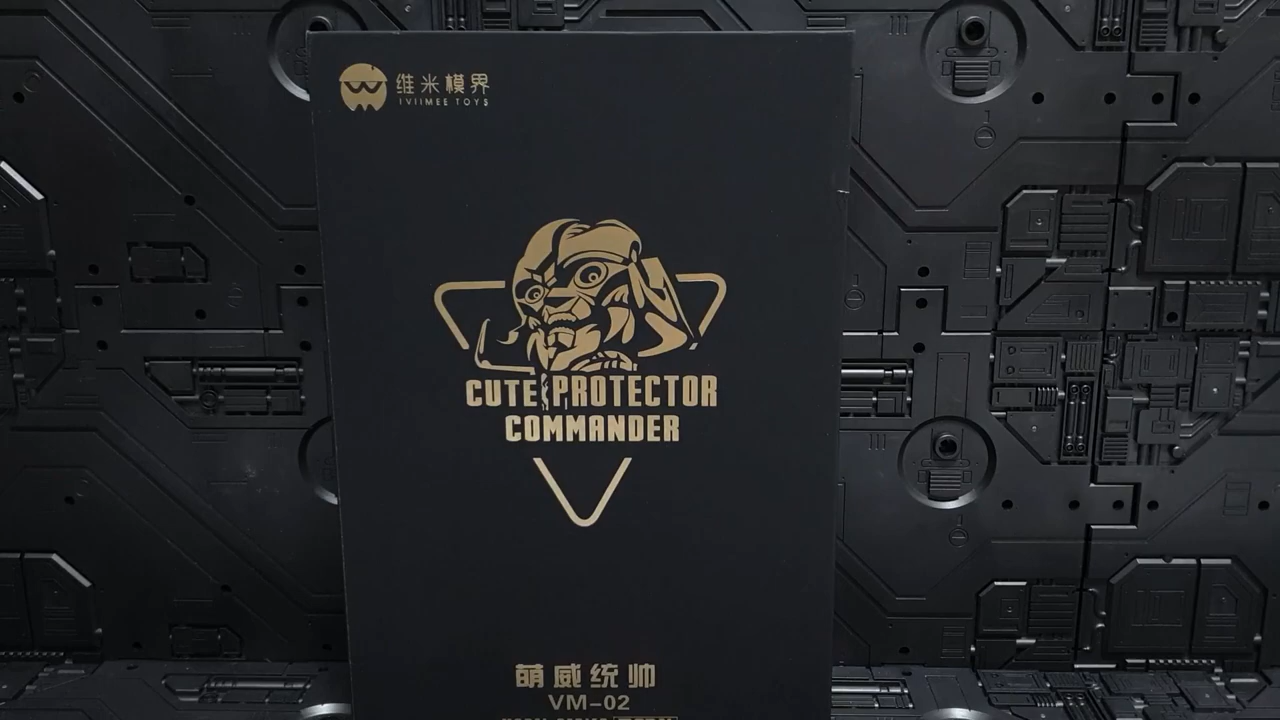 维米模界
IVIIMEE TOYS
CUTE PROTECTOR
COMMANDER
萌威统帅
VM-02